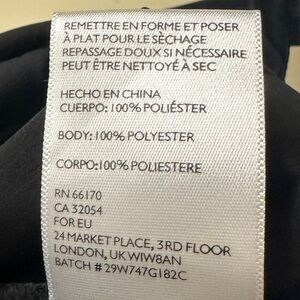 REMETTRE EN FORME ET POSER
À PLAT POUR LE SÈCHAGE
REPASSAGE DOUX SI NÉCESSAIRE
PEUT ÊTRE NETTOYÉ À SEC
HECHO EN CHINA
CUERPO: 100% POLIÉSTER
BODY: 100% POLYESTER
CORPO:100% POLIESTERE
RN 66170
CA 32054
FOR EU
24 MARKET PLACE, 3RD FLOOR
LONDON, UK W1W8AN
BATCH # 29W747G182C